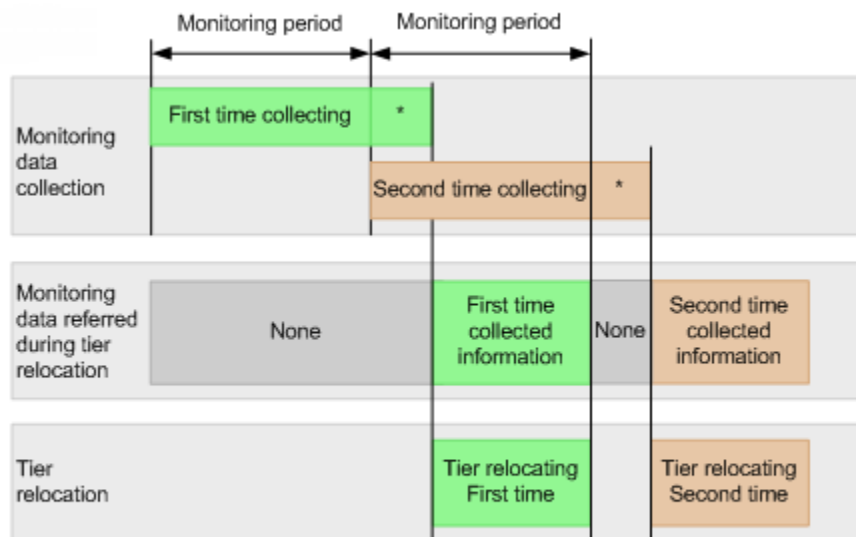 Monitoring period
Monitoring period
First time collecting
*
Monitoring
data
collection
Second time collecting
*
Monitoring
data referred
during tier
relocation
None
First time
collected
information
None
Second time
collected
information
Tier
relocation
Tier relocating
First time
Tier relocating
Second time